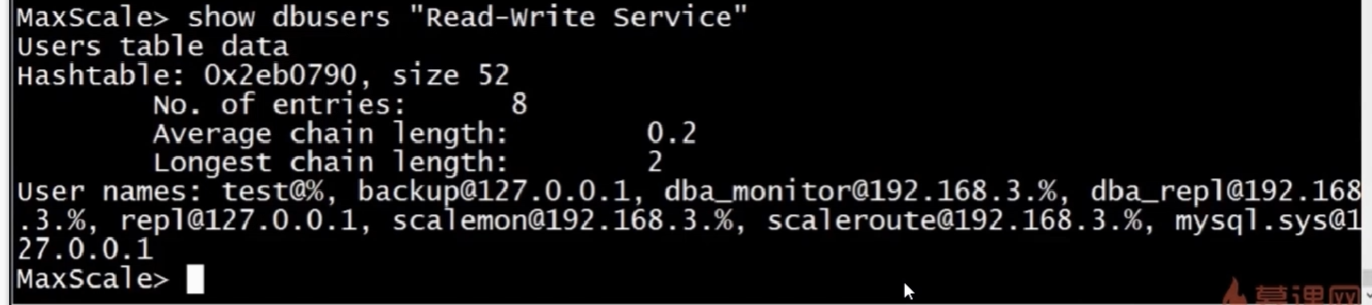 MaxScale> show dbusers "Read-Write Service"
Users table data
Hashtable: 0x2eb0790, size 52
        No. of entries:      8
        Average chain length:        0.2
        Longest chain length:        2
User names: test@%, backup@127.0.0.1, dba_monitor@192.168.3.%, dba_repl@192.168
.3.%, repl@127.0.0.1, scalemon@192.168.3.%, scaleroute@192.168.3.%, mysql.sys@1
27.0.0.1
MaxScale>
慕课网